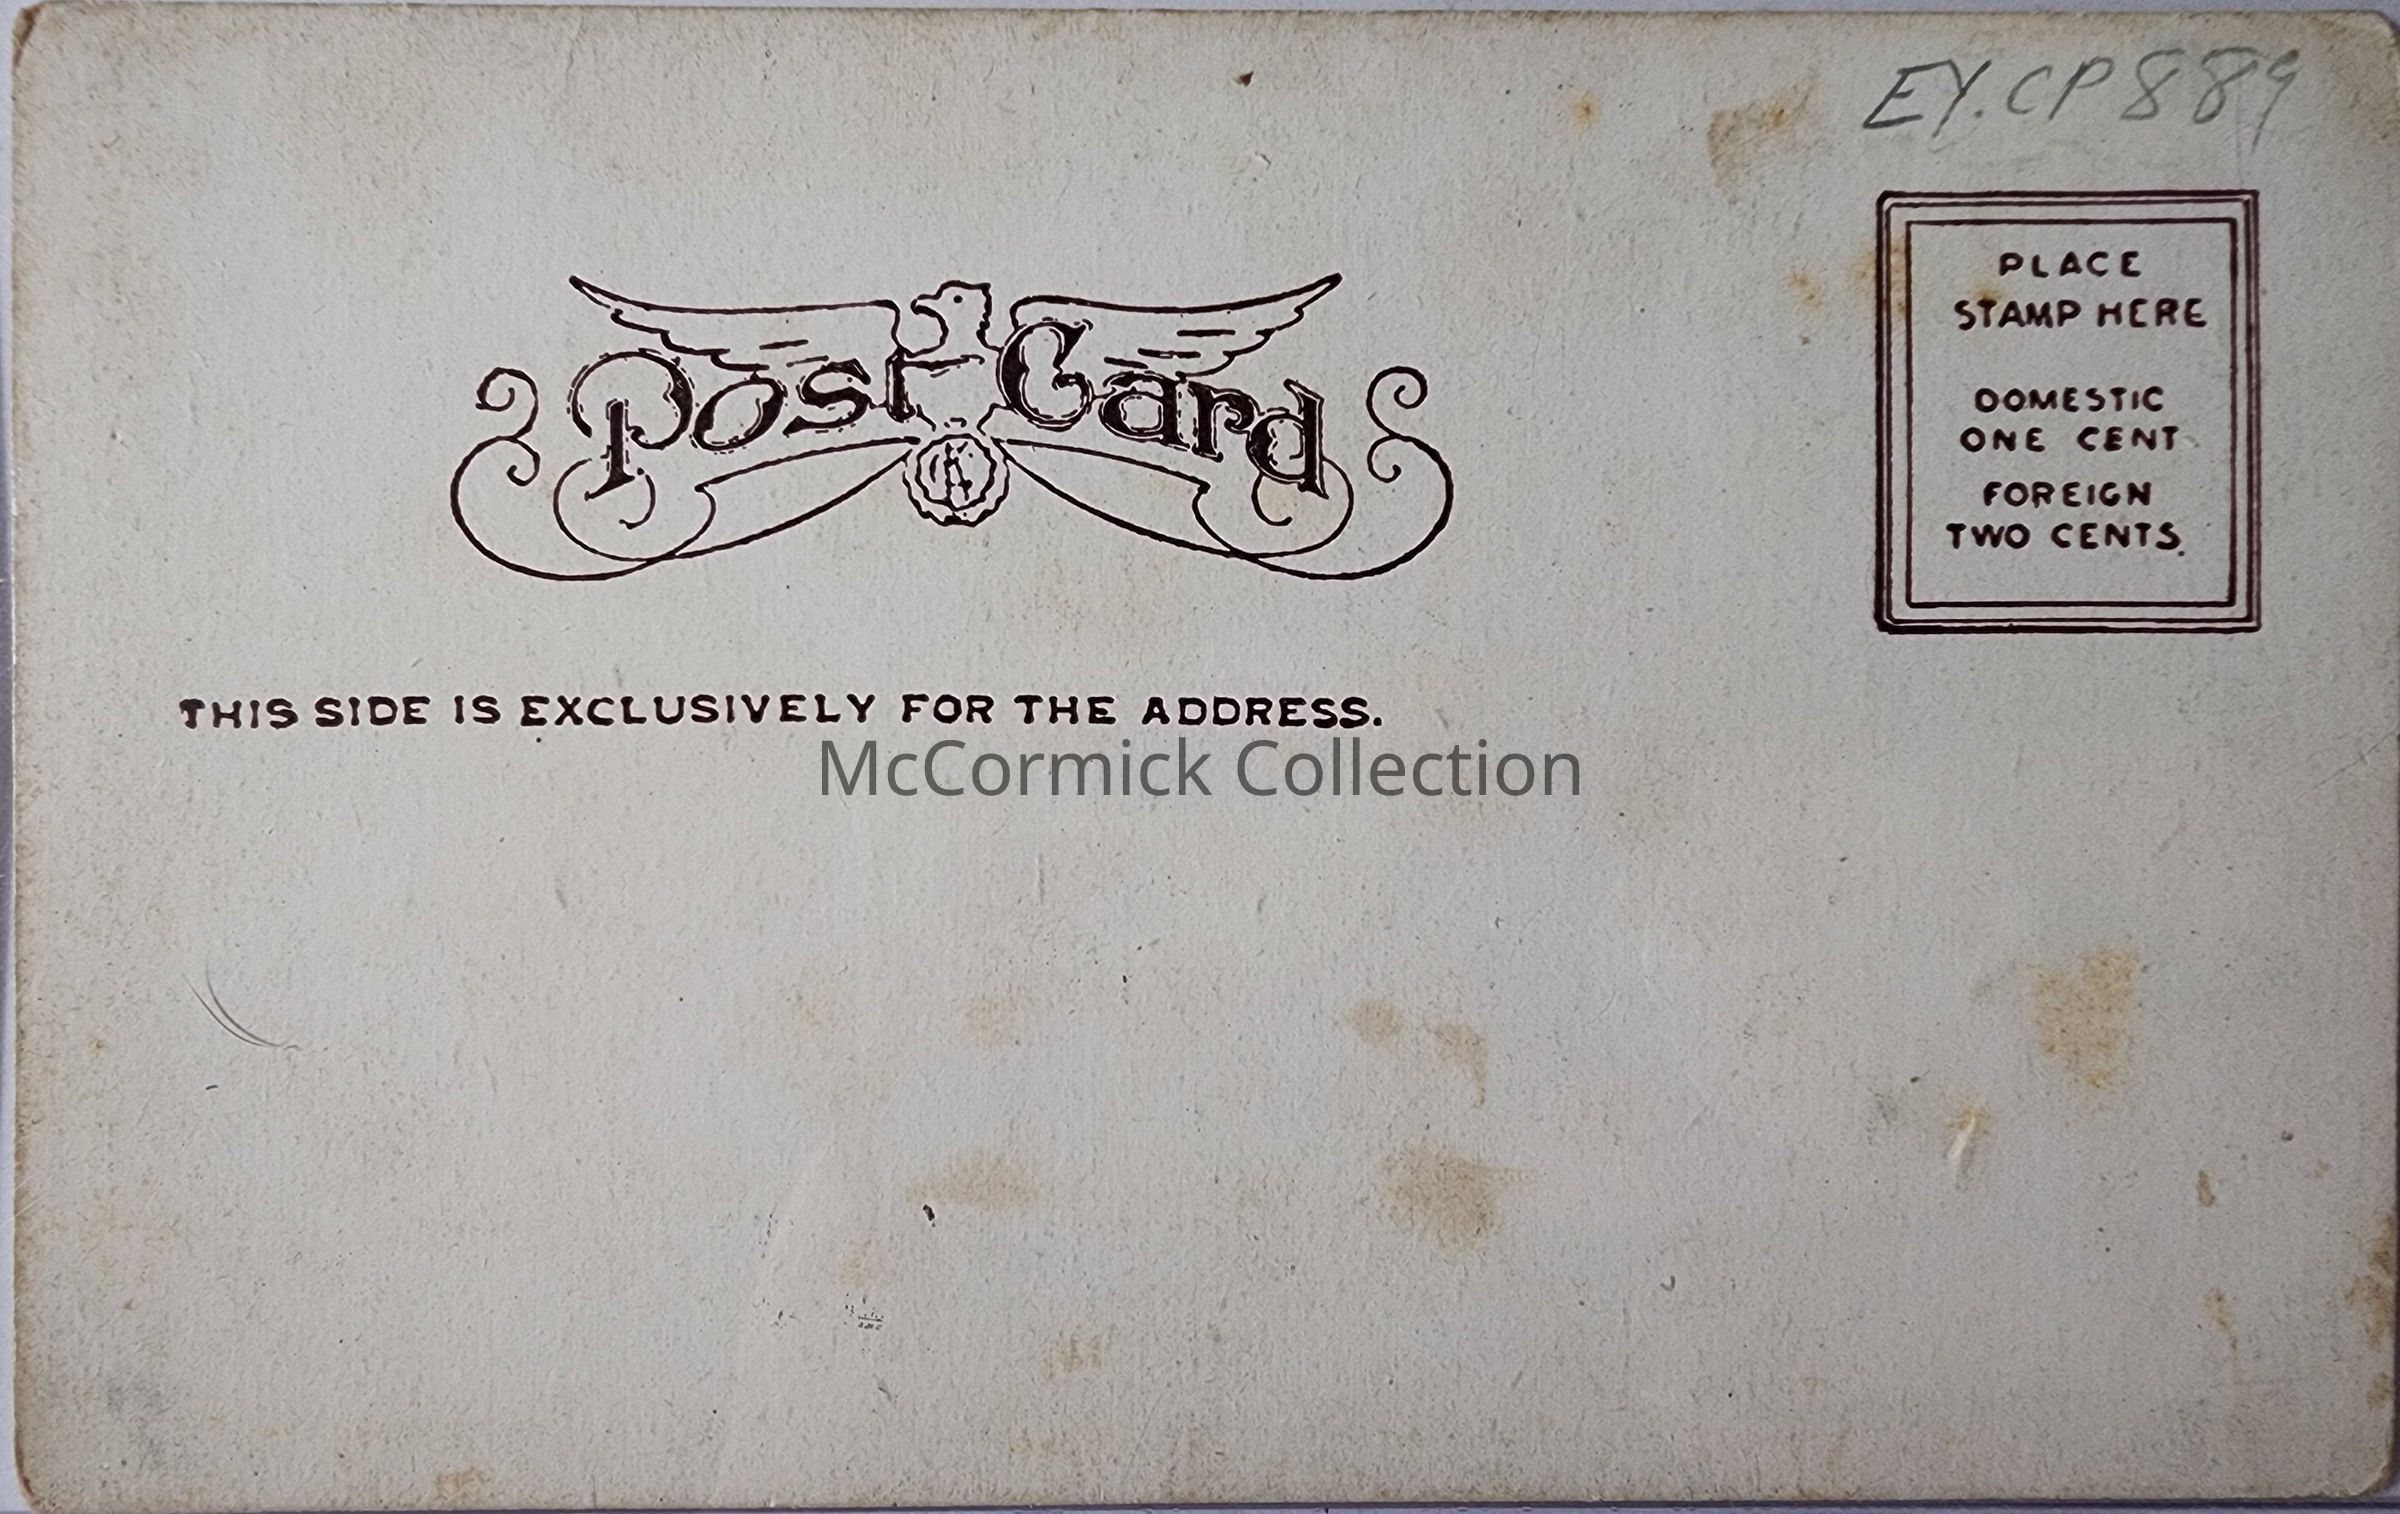 EY.CP889
PLACE
STAMP HERE
DOMESTIC
ONE CENT
FOREIGN
TWO CENTS.
Post Card
THIS SIDE IS EXCLUSIVELY FOR THE ADDRESS.
McCormick Collection